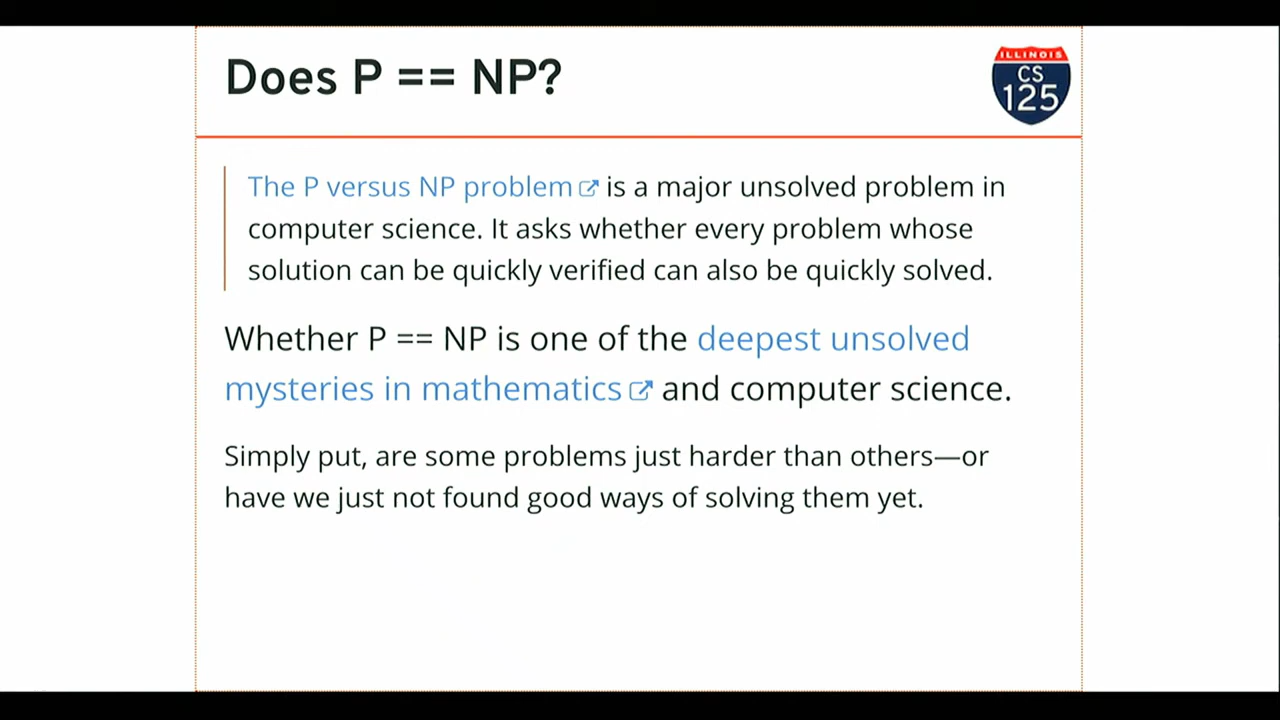 Does P == NP?
ILLINOIS
CS
125
The P versus NP problem is a major unsolved problem in
computer science. It asks whether every problem whose
solution can be quickly verified can also be quickly solved.
Whether P == NP is one of the deepest unsolved
mysteries in mathematics and computer science.
Simply put, are some problems just harder than others—or
have we just not found good ways of solving them yet.